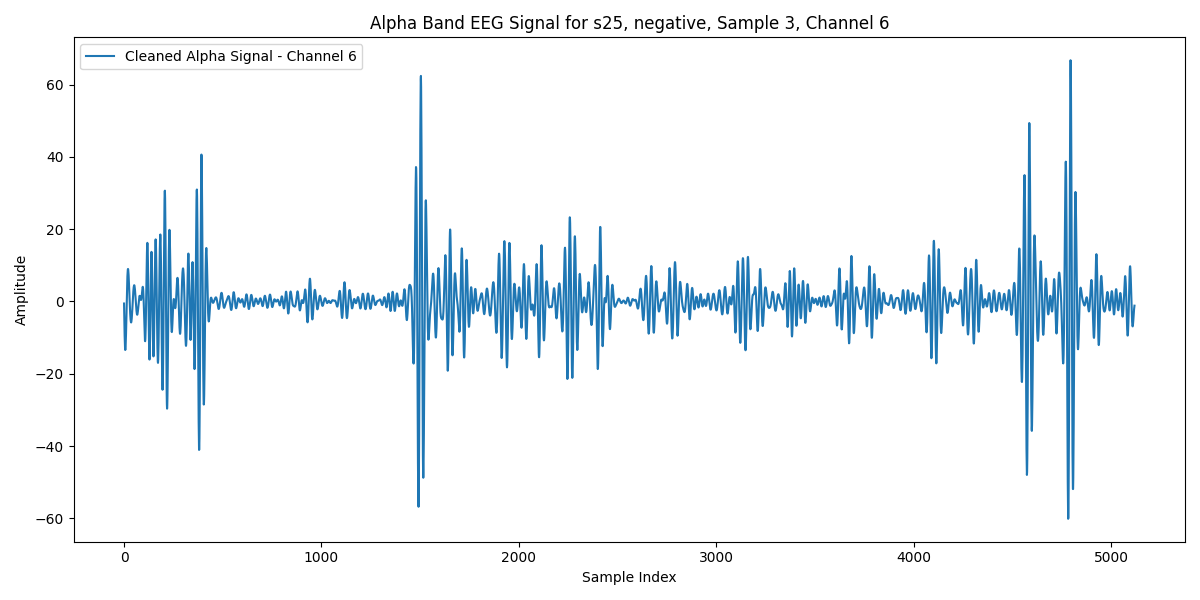 Alpha Band EEG Signal for s25, negative, Sample 3, Channel 6
Cleaned Alpha Signal - Channel 6
60
40
20
0
−20
−40
−60
Amplitude
0 1000 2000 3000 4000 5000
Sample Index